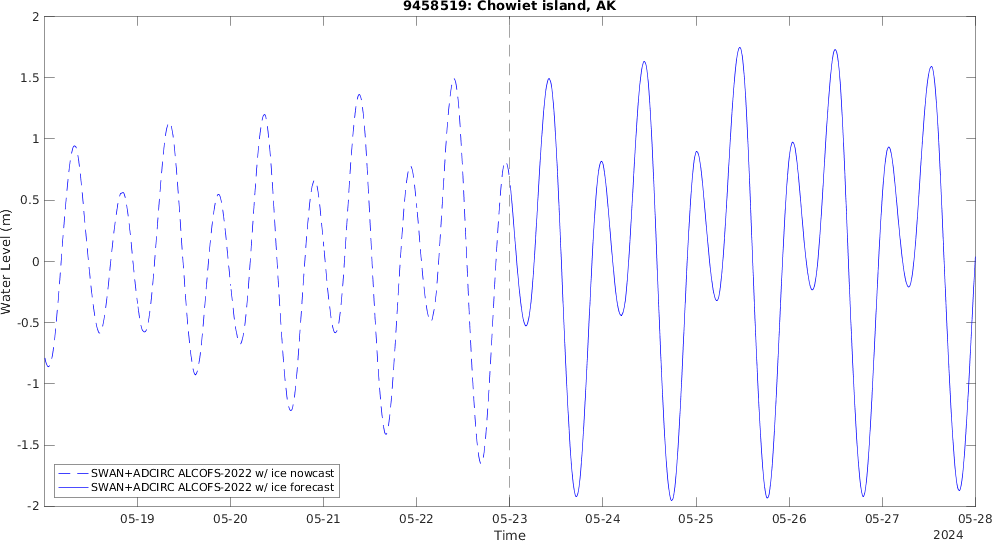 9458519: Chowiet island, AK
2
1.5
1
0.5
0
-0.5
-1
-1.5
-2
Water Level (m)
SWAN+ADCIRC ALCOFS-2022 w/ ice nowcast
SWAN+ADCIRC ALCOFS-2022 w/ ice forecast
05-19 05-20 05-21 05-22 05-23 05-24 05-25 05-26 05-27 05-28
Time
2024